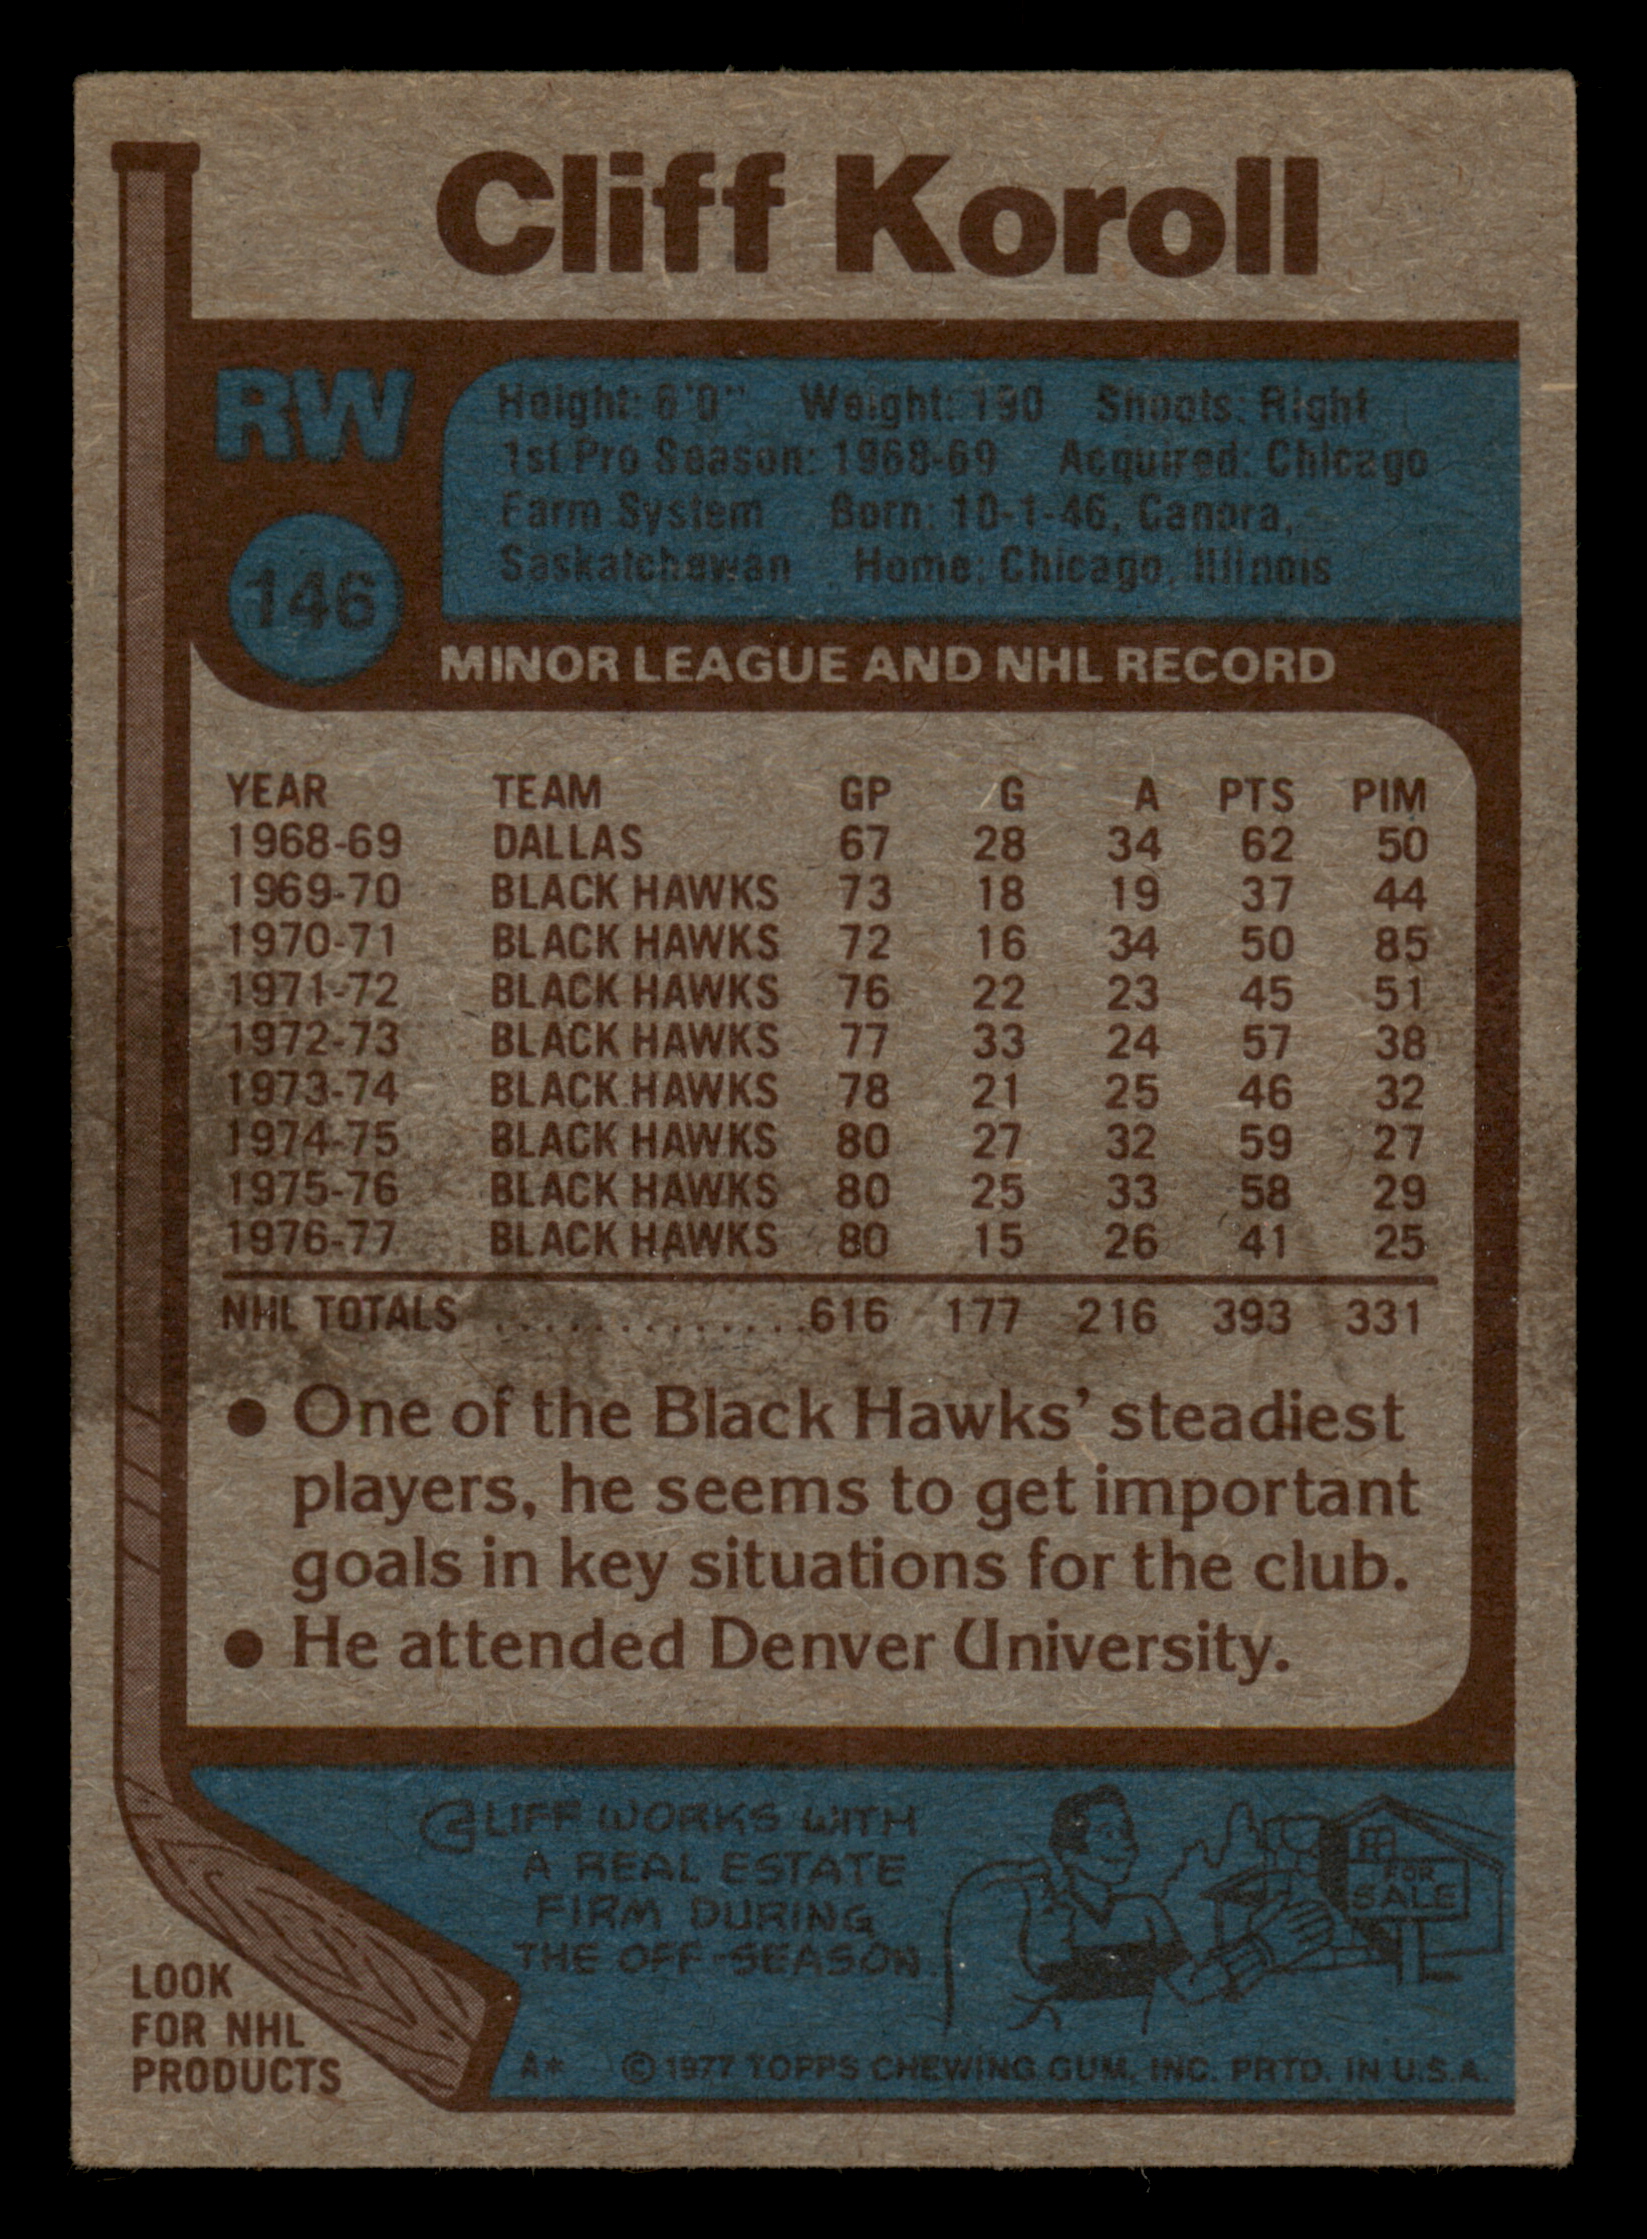 Cliff Koroll
RW
Height: 6'0" Weight: 190 Shoots: Right
1st Pro Season: 1968-69 Acquired: Chicago
Farm System Born: 10-1-46, Canora,
Saskatchewan Home: Chicago, Illinois
146
MINOR LEAGUE AND NHL RECORD
YEAR TEAM GP G A PTS PIM
1968-69 DALLAS 67 28 34 62 50
1969-70 BLACK HAWKS 73 18 19 37 44
1970-71 BLACK HAWKS 72 16 34 50 85
1971-72 BLACK HAWKS 76 22 23 45 51
1972-73 BLACK HAWKS 77 33 24 57 38
1973-74 BLACK HAWKS 78 21 25 46 32
1974-75 BLACK HAWKS 80 27 32 59 27
1975-76 BLACK HAWKS 80 25 33 58 29
1976-77 BLACK HAWKS 80 15 26 41 25
NHL TOTALS .............616 177 216 393 331
● One of the Black Hawks' steadiest
players, he seems to get important
goals in key situations for the club.
● He attended Denver University.
CLIFF WORKS WITH
A REAL ESTATE
FIRM DURING
THE OFF-SEASON.
FOR
SALE
LOOK
FOR NHL
PRODUCTS
A* © 1977 TOPPS CHEWING GUM, INC. PRTD. IN U.S.A.